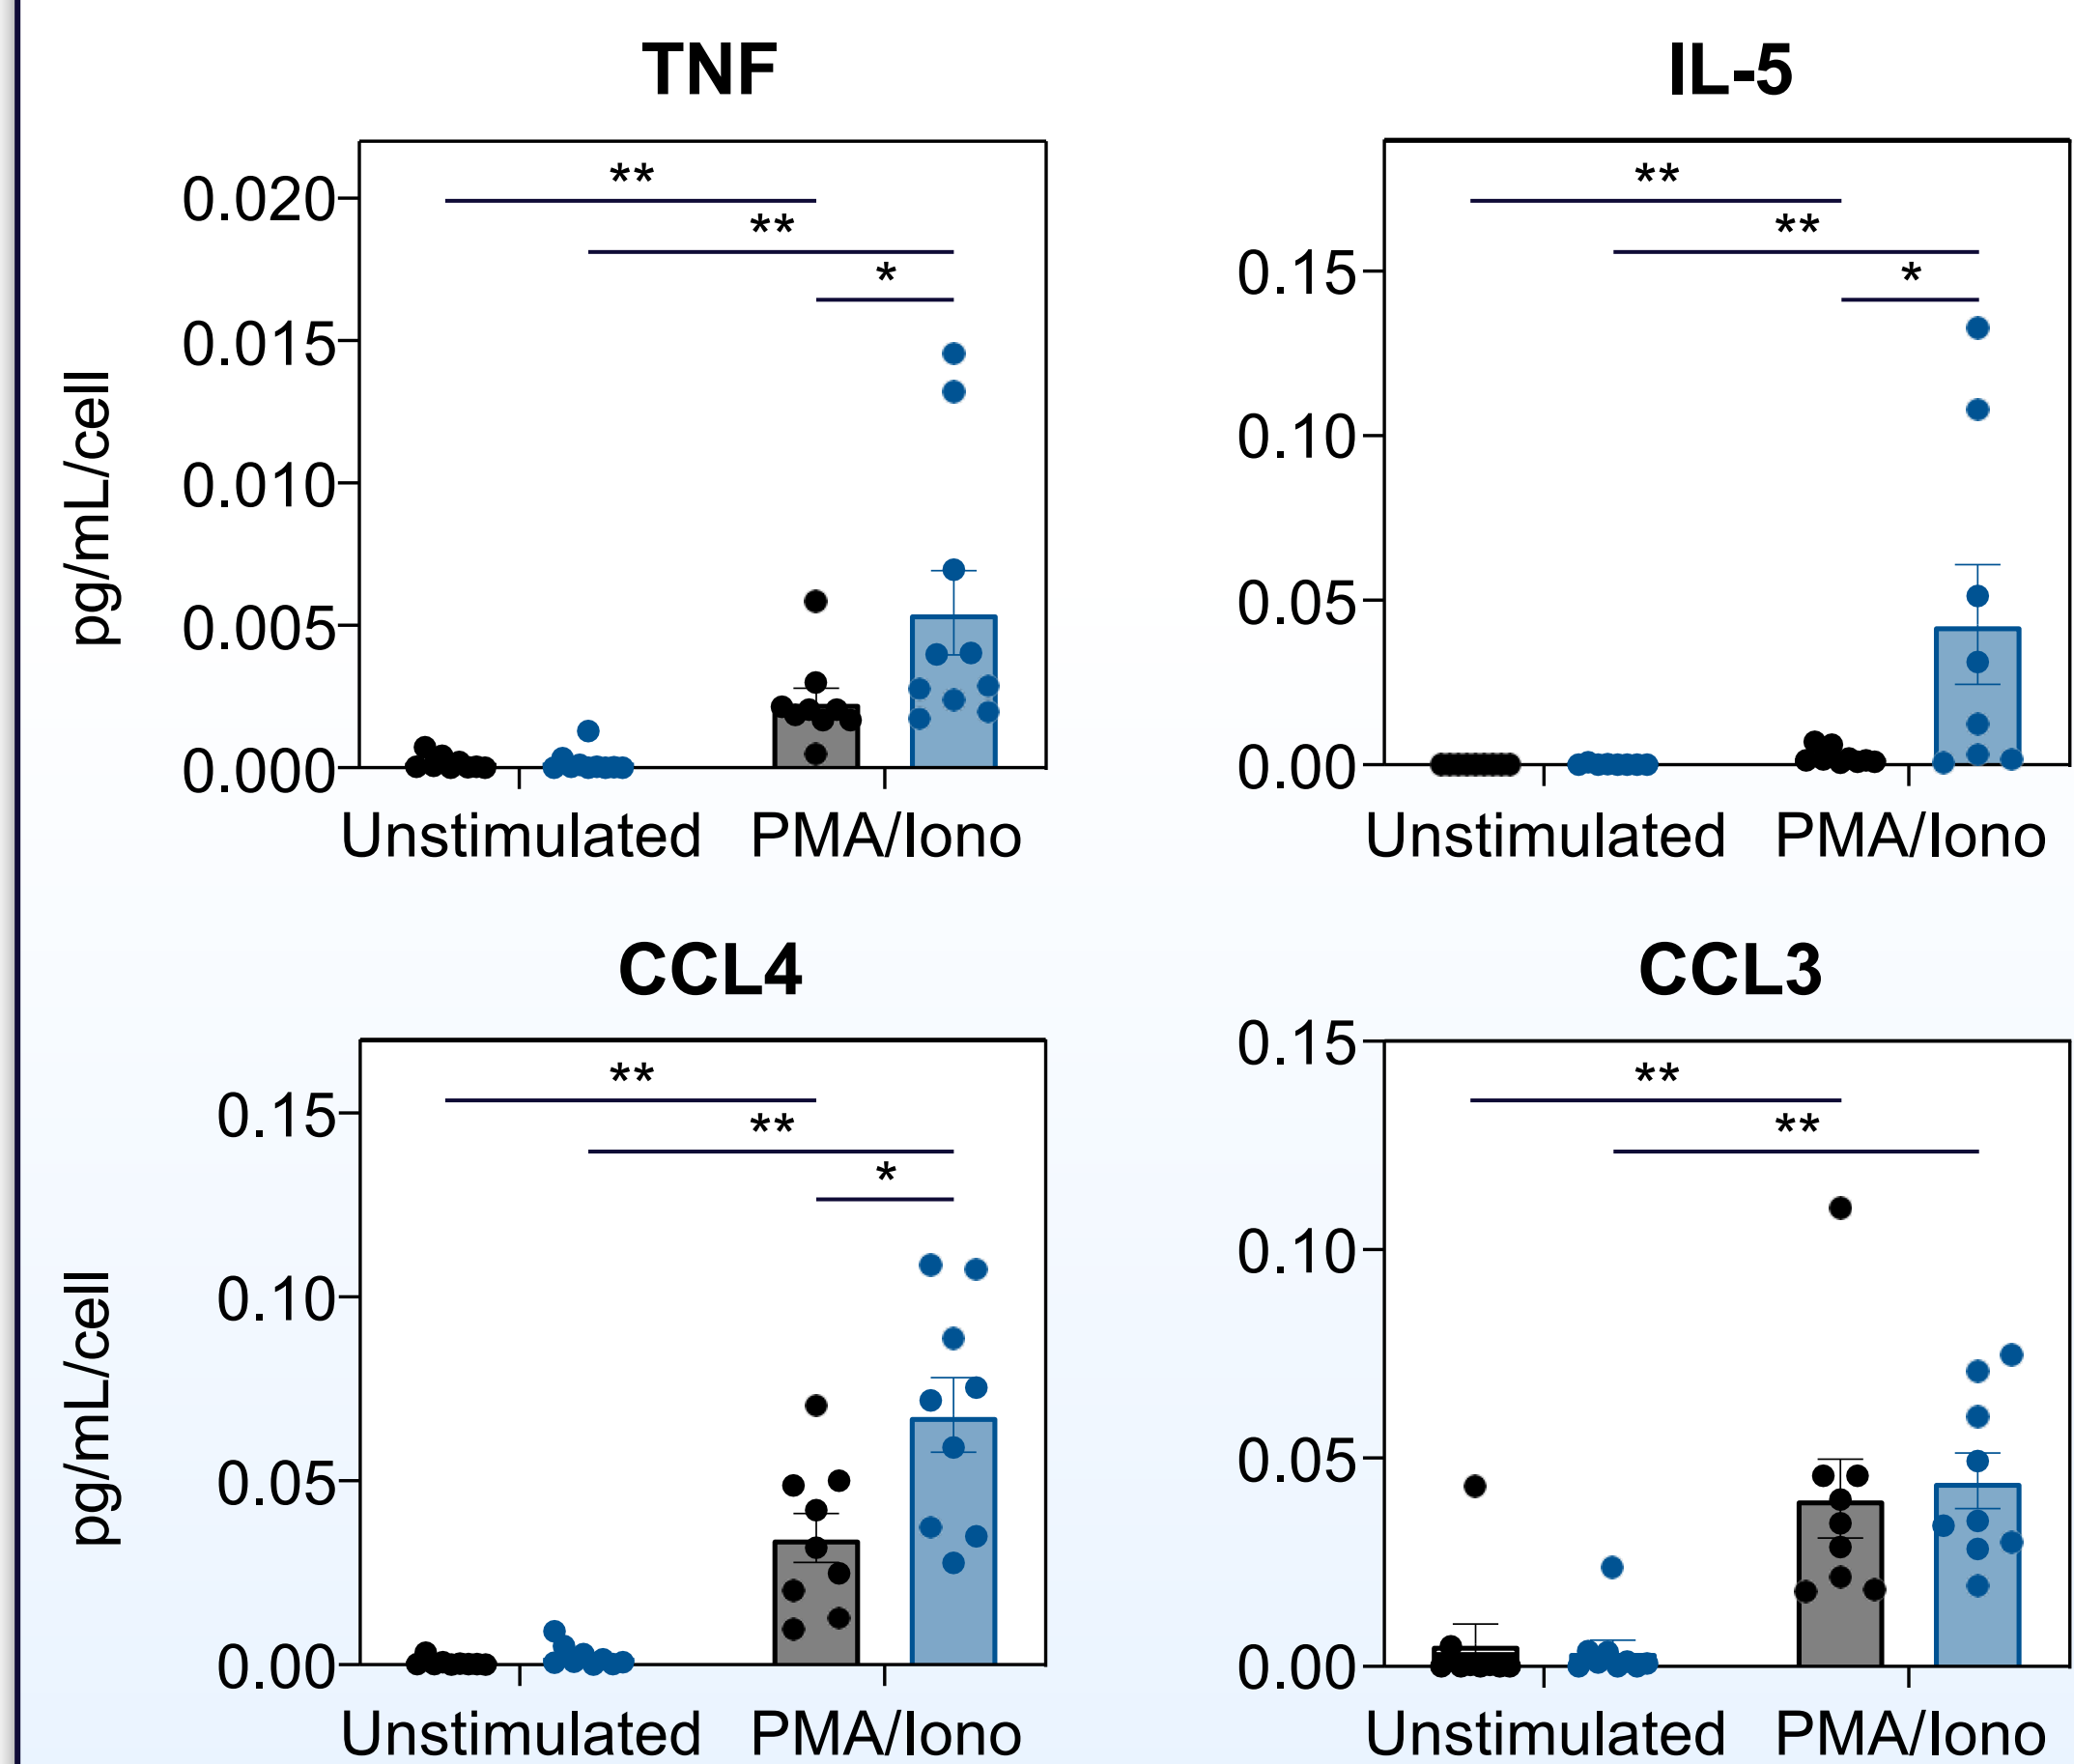 TNF
pg/mL/cell
0.020
0.015
0.010
0.005
0.000
**
**
*
Unstimulated PMA/Iono
IL-5
0.15
0.10
0.05
0.00
**
**
*
Unstimulated PMA/Iono
CCL4
pg/mL/cell
0.15
0.10
0.05
0.00
**
**
*
Unstimulated PMA/Iono
CCL3
0.15
0.10
0.05
0.00
**
**
Unstimulated PMA/Iono